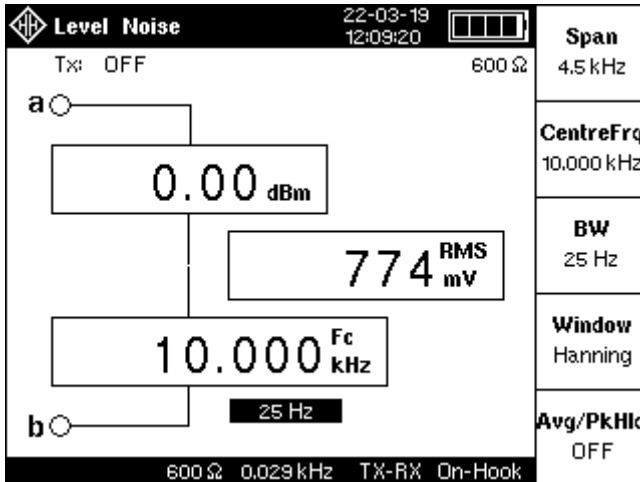 Level Noise
22-03-19
12:09:20
Tx: OFF
600 Ω
a
0.00 dBm
774 RMS mV
10.000 Fc kHz
25 Hz
b
600 Ω 0.029 kHz TX-RX On-Hook
Span
4.5 kHz
CentreFrq
10.000 kHz
BW
25 Hz
Window
Hanning
Avg/PkHld
OFF